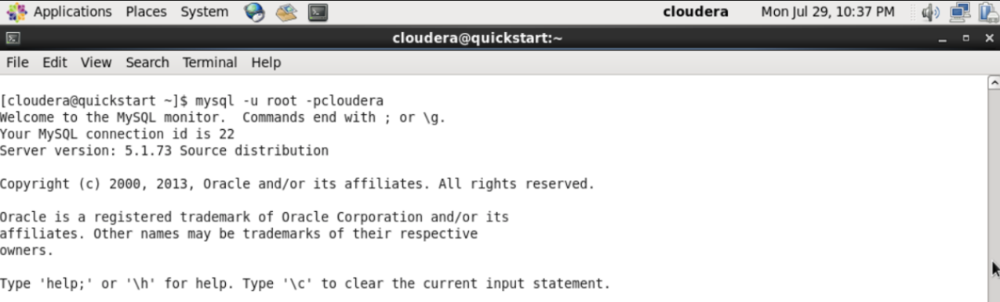 Applications Places System cloudera Mon Jul 29, 10:37 PM
cloudera@quickstart:~
File Edit View Search Terminal Help
[cloudera@quickstart ~]$ mysql -u root -pcloudera
Welcome to the MySQL monitor.  Commands end with ; or \g.
Your MySQL connection id is 22
Server version: 5.1.73 Source distribution
Copyright (c) 2000, 2013, Oracle and/or its affiliates. All rights reserved.
Oracle is a registered trademark of Oracle Corporation and/or its
affiliates. Other names may be trademarks of their respective
owners.
Type 'help;' or '\h' for help. Type '\c' to clear the current input statement.